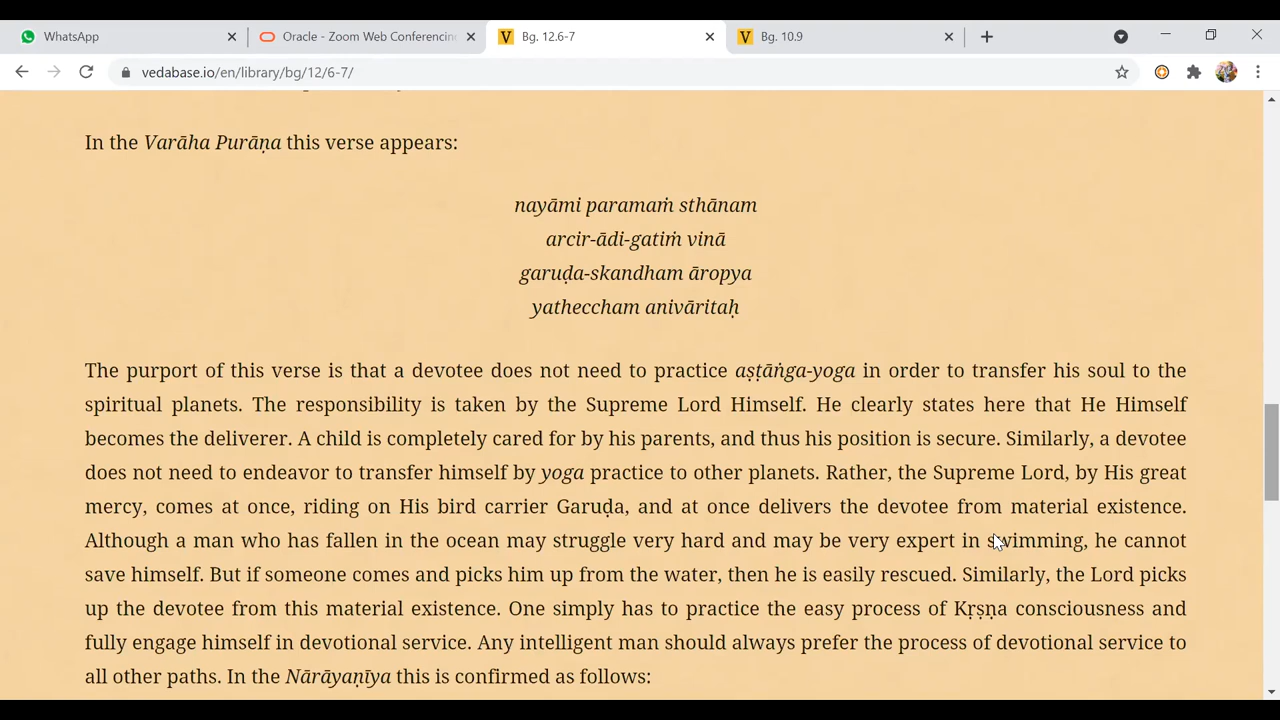 WhatsApp
Oracle - Zoom Web Conferencin
Bg. 12.6-7
Bg. 10.9
vedabase.io/en/library/bg/12/6-7/
In the Varāha Purāṇa this verse appears:
nayāmi paramaṁ sthānam
arcir-ādi-gatiṁ vinā
garuḍa-skandham āropya
yatheccham anivāritaḥ
The purport of this verse is that a devotee does not need to practice aṣṭāṅga-yoga in order to transfer his soul to the
spiritual planets. The responsibility is taken by the Supreme Lord Himself. He clearly states here that He Himself
becomes the deliverer. A child is completely cared for by his parents, and thus his position is secure. Similarly, a devotee
does not need to endeavor to transfer himself by yoga practice to other planets. Rather, the Supreme Lord, by His great
mercy, comes at once, riding on His bird carrier Garuḍa, and at once delivers the devotee from material existence.
Although a man who has fallen in the ocean may struggle very hard and may be very expert in swimming, he cannot
save himself. But if someone comes and picks him up from the water, then he is easily rescued. Similarly, the Lord picks
up the devotee from this material existence. One simply has to practice the easy process of Kṛṣṇa consciousness and
fully engage himself in devotional service. Any intelligent man should always prefer the process of devotional service to
all other paths. In the Nārāyaṇīya this is confirmed as follows: